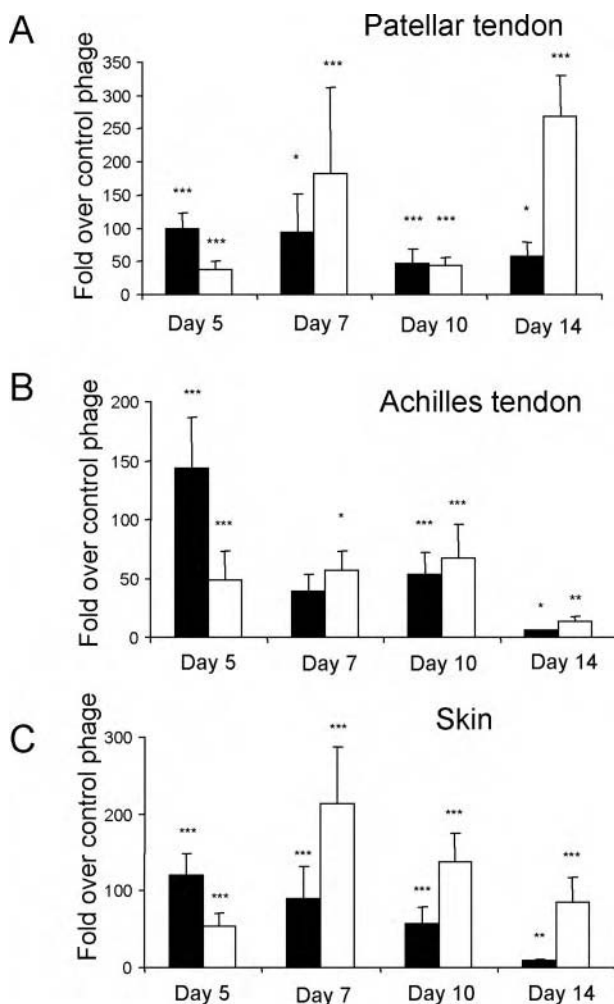 A
Patellar tendon
Fold over control phage
350
300
250
200
150
100
50
0
*** *** * *** *** *** * ***
Day 5 Day 7 Day 10 Day 14
B
Achilles tendon
Fold over control phage
200
150
100
50
0
*** *** * *** *** * **
Day 5 Day 7 Day 10 Day 14
C
Skin
Fold over control phage
300
200
100
0
*** *** *** *** *** *** ** ***
Day 5 Day 7 Day 10 Day 14